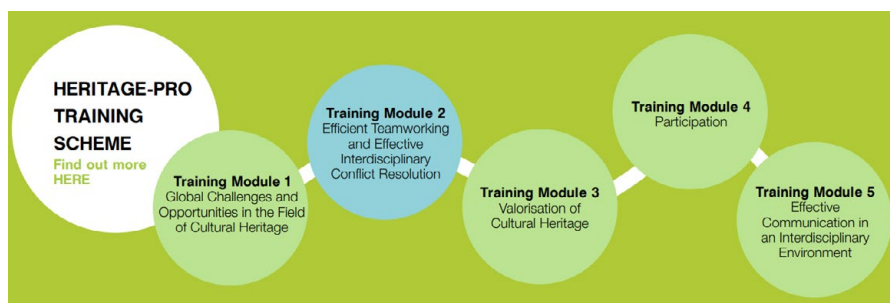 HERITAGE-PRO
TRAINING
SCHEME
Find out more
HERE
Training Module 1
Global Challenges and
Opportunities in the Field
of Cultural Heritage
Training Module 2
Efficient Teamworking
and Effective
Interdisciplinary
Conflict Resolution
Training Module 3
Valorisation of
Cultural Heritage
Training Module 4
Participation
Training Module 5
Effective
Communication in
an Interdisciplinary
Environment